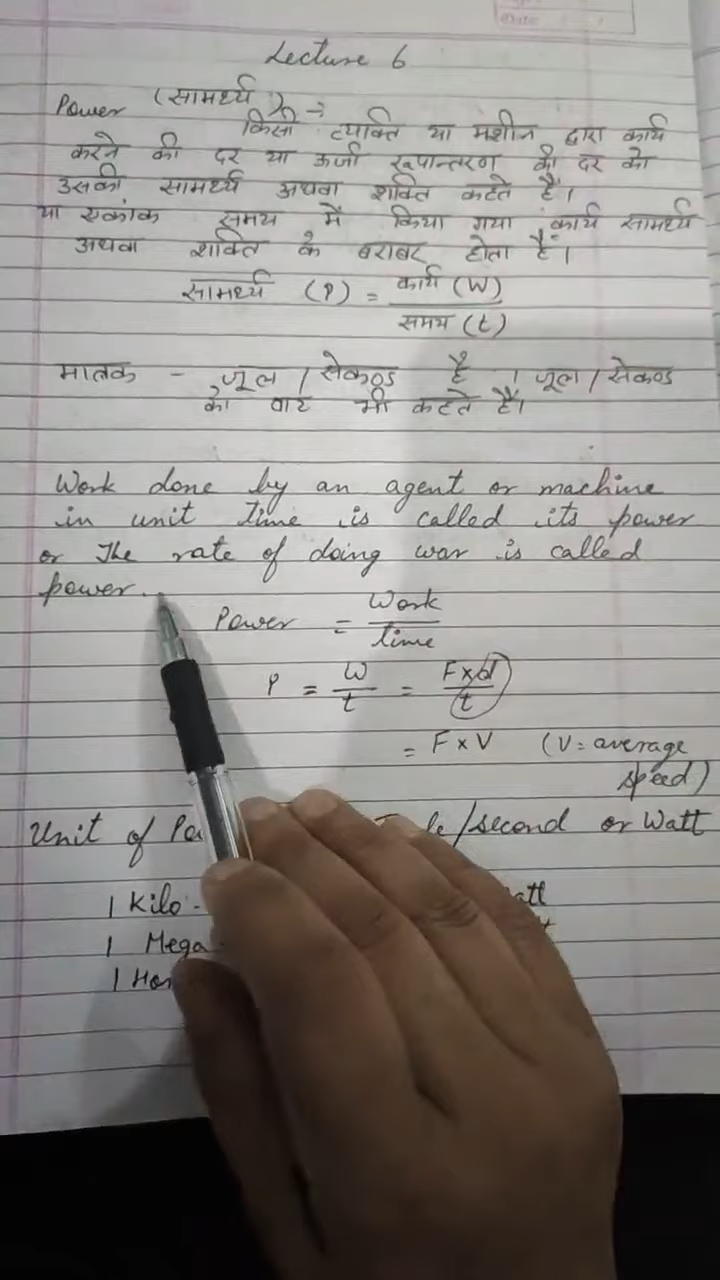 Lecture 6
Power (सामर्थ्य) :→
किसी व्यक्ति या मशीन द्वारा कार्य
करने की दर या ऊर्जा रूपान्तरण की दर को
उसकी सामर्थ्य अथवा शक्ति कहते हैं।
या एकांक समय में किया गया कार्य सामर्थ्य
अथवा शक्ति के बराबर होता है।
सामर्थ्य (P) = कार्य (W)
समय (t)
मातक - जूल / सेकण्ड है । जूल / सेकण्ड
को वाट भी कहते हैं।
Work done by an agent or machine
in unit time is called its power
or The rate of doing war is called
power.
Power = Work
time
P = W/t = F×d/t
= F×V (V = average
speed)
Unit of le/second or Watt
1 Kilo -
1 Mega